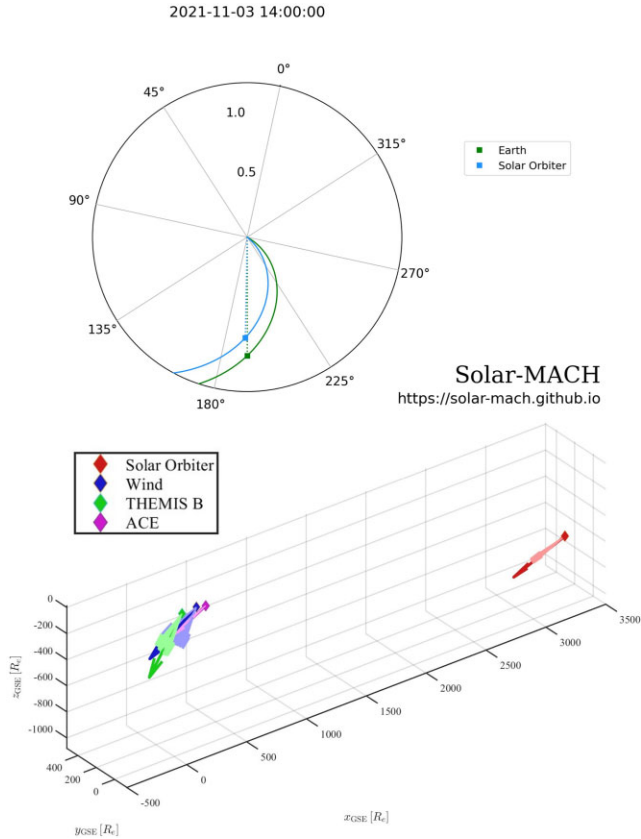 2021-11-03 14:00:00
0°
45°
1.0
315°
Earth
Solar Orbiter
0.5
90°
270°
135°
225°
180°
Solar-MACH
https://solar-mach.github.io
Solar Orbiter
Wind
THEMIS B
ACE
0
-200
-400
-600
-800
-1000
z_GSE [R_e]
400
200
0
y_GSE [R_e]
-500
0
500
1000
1500
2000
2500
3000
3500
x_GSE [R_e]